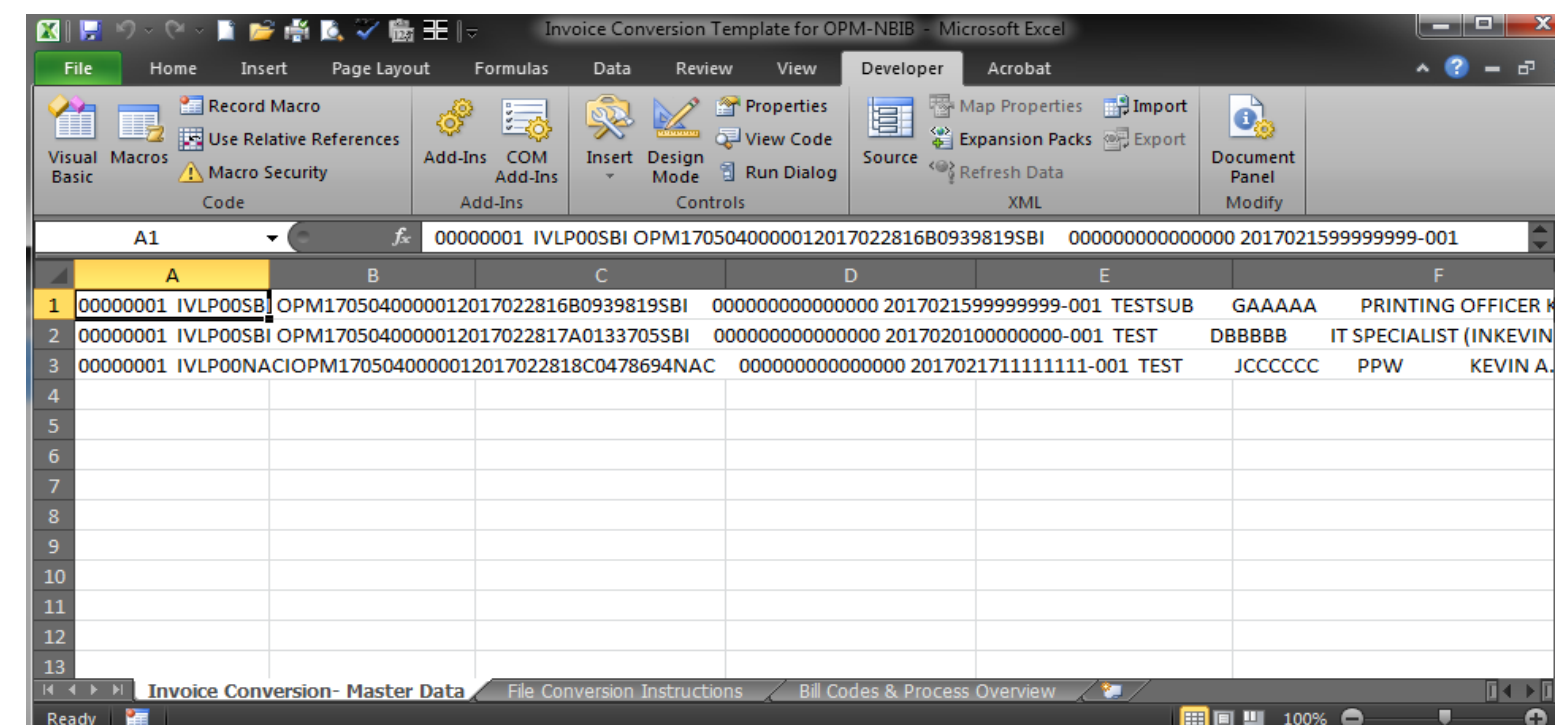 Invoice Conversion Template for OPM-NBIB - Microsoft Excel
File Home Insert Page Layout Formulas Data Review View Developer Acrobat
Visual Basic
Macros
Record Macro
Use Relative References
Macro Security
Code
Add-Ins
COM Add-Ins
Add-Ins
Insert
Design Mode
Properties
View Code
Run Dialog
Controls
Source
Map Properties
Expansion Packs
Refresh Data
Import
Export
XML
Document Panel
Modify
A1 fx 00000001 IVLP00SBI OPM17050400000120170228​16B0939819SBI 000000000000000 2017021599999999-001
A B C D E F
1 00000001 IVLP00SBI OPM1705040000012017022816B0939819SBI 000000000000000 2017021599999999-001 TESTSUB GAAAAA PRINTING OFFICER K
2 00000001 IVLP00SBI OPM1705040000012017022817A0133705SBI 000000000000000 2017020100000000-001 TEST DBBBBB IT SPECIALIST (INKEVIN
3 00000001 IVLP00NACIOPM1705040000012017022818C0478694NAC 000000000000000 2017021711111111-001 TEST JCCCCCC PPW KEVIN A.
4
5
6
7
8
9
10
11
12
13
Invoice Conversion- Master Data File Conversion Instructions Bill Codes & Process Overview
Ready 100%